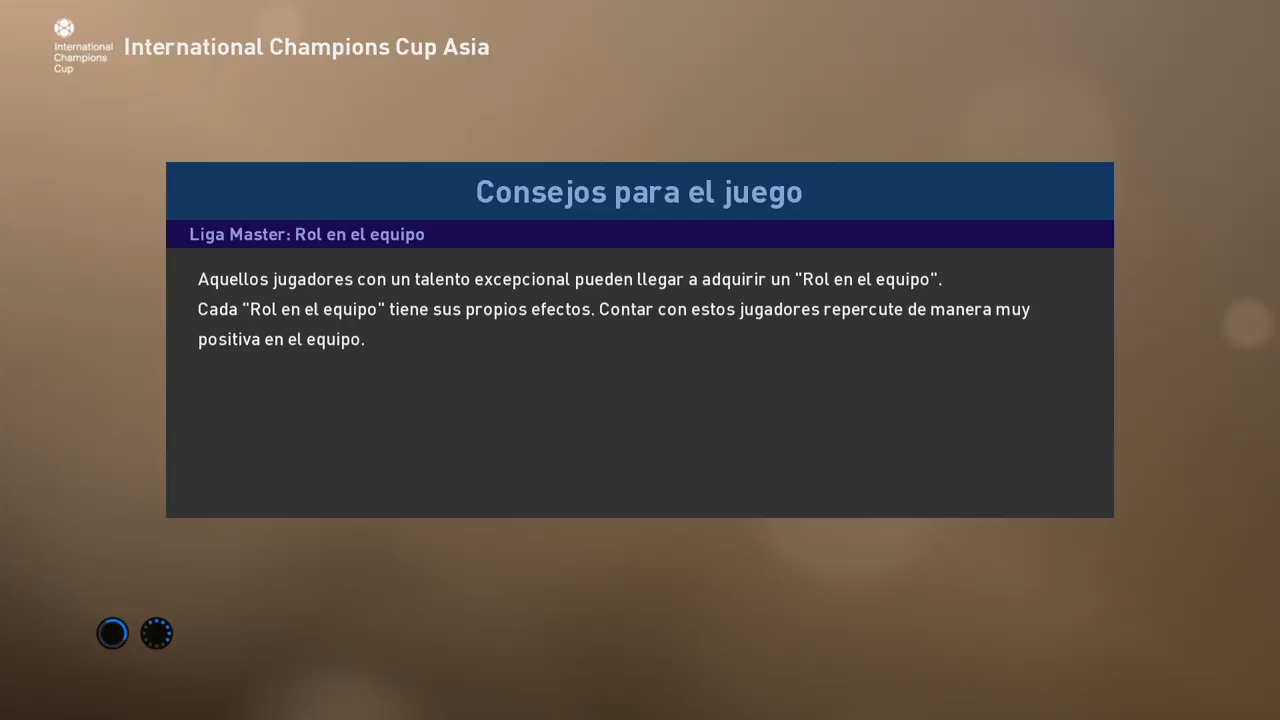 International
Champions
Cup
International Champions Cup Asia
Consejos para el juego
Liga Master: Rol en el equipo
Aquellos jugadores con un talento excepcional pueden llegar a adquirir un "Rol en el equipo".
Cada "Rol en el equipo" tiene sus propios efectos. Contar con estos jugadores repercute de manera muy
positiva en el equipo.